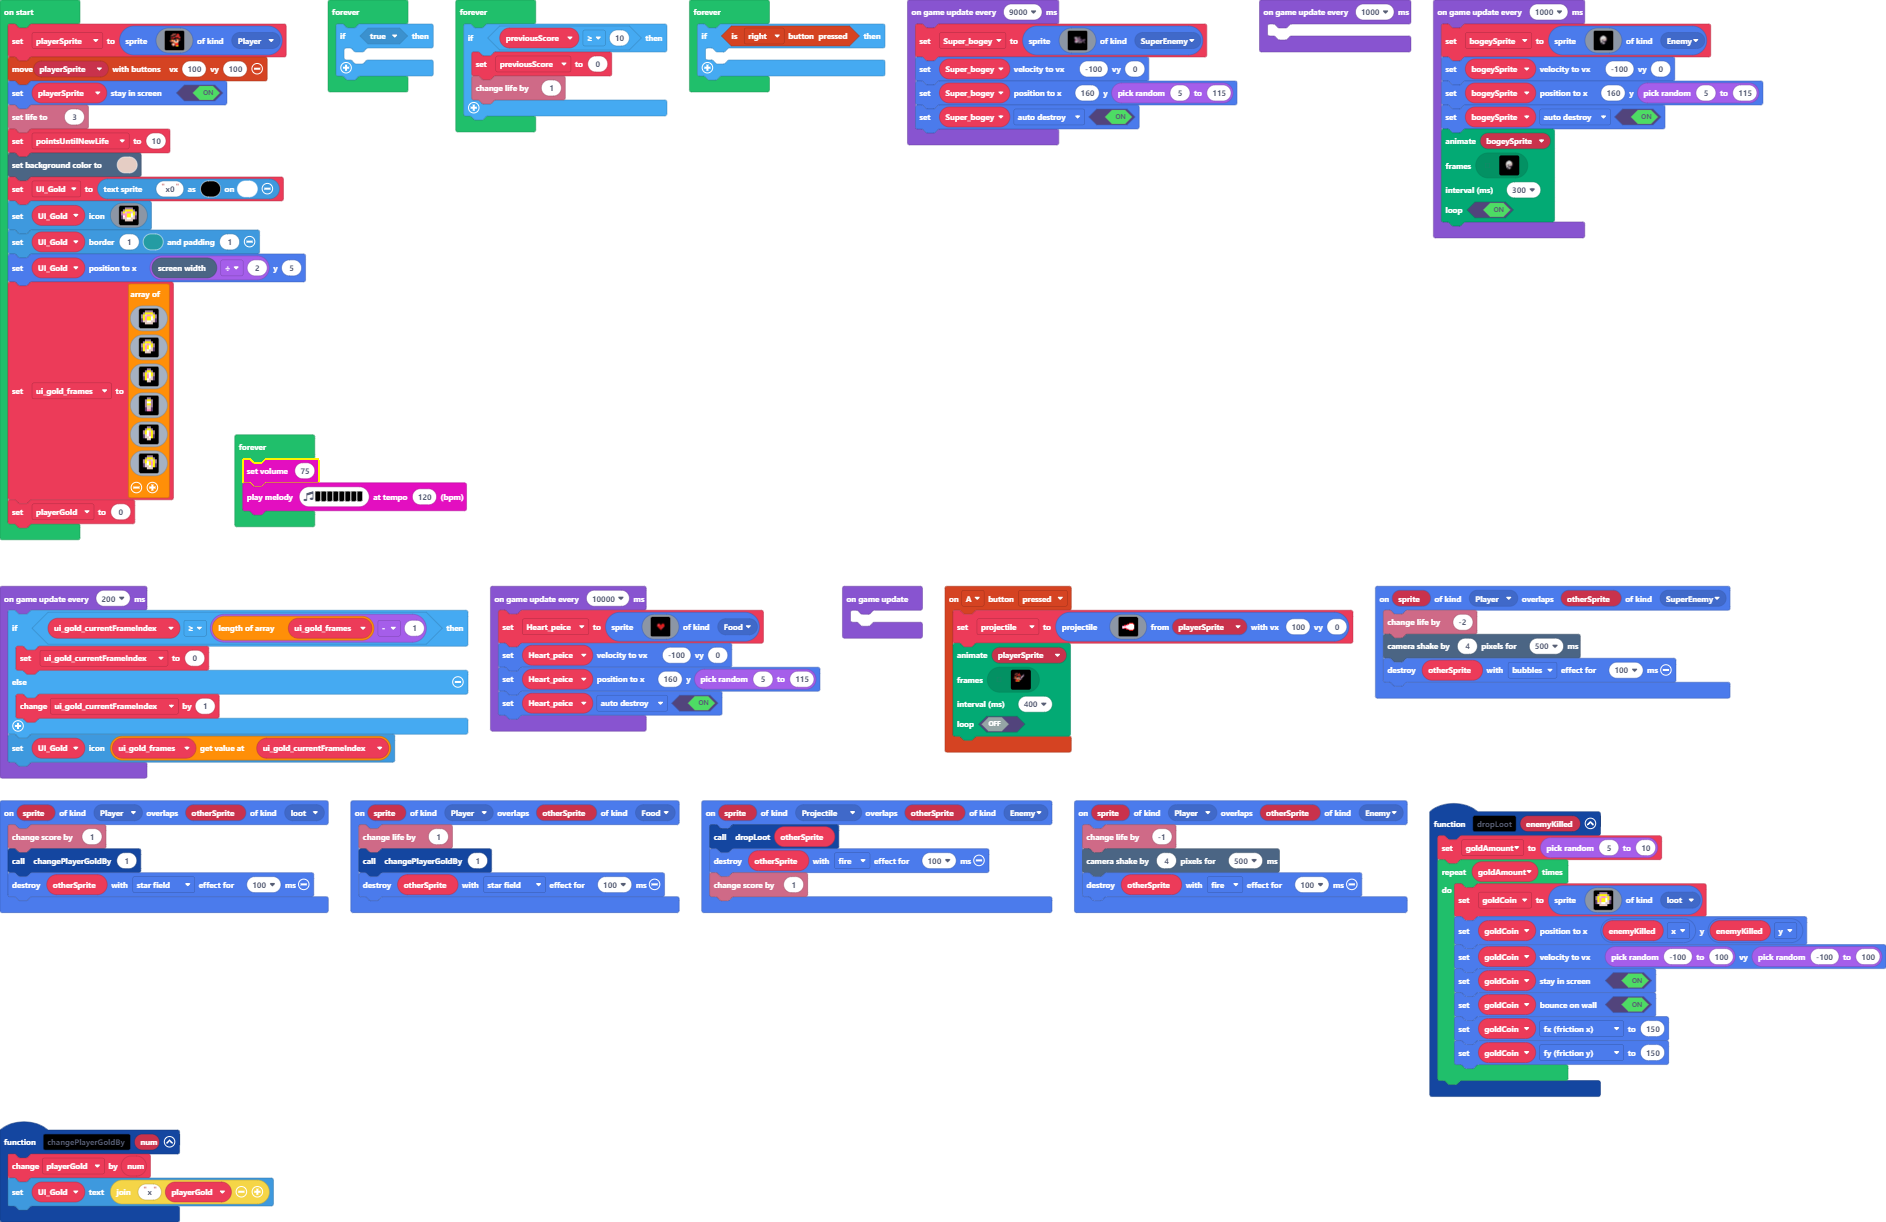 on start
set playerSprite to sprite of kind Player
move playerSprite with buttons vx 100 vy 100
set playerSprite stay in screen ON
set life to 3
set pointsUntilNewLife to 10
set background color to
set UI_Gold to text sprite "x0" as on
set UI_Gold icon
set UI_Gold border 1 and padding 1
set UI_Gold position to x screen width ÷ 2 y 5
array of
set ui_gold_frames to
set playerGold to 0
forever
if true then
forever
if previousScore ≥ 10 then
set previousScore to 0
change life by 1
forever
if is right button pressed then
on game update every 9000 ms
set Super_bogey to sprite of kind SuperEnemy
set Super_bogey velocity to vx -100 vy 0
set Super_bogey position to x 160 y pick random 5 to 115
set Super_bogey auto destroy ON
on game update every 1000 ms
on game update every 1000 ms
set bogeySprite to sprite of kind Enemy
set bogeySprite velocity to vx -100 vy 0
set bogeySprite position to x 160 y pick random 5 to 115
set bogeySprite auto destroy ON
animate bogeySprite
frames
interval (ms) 300
loop ON
forever
set volume 75
play melody at tempo 120 (bpm)
on game update every 200 ms
if ui_gold_currentFrameIndex ≥ length of array ui_gold_frames - 1 then
set ui_gold_currentFrameIndex to 0
else
change ui_gold_currentFrameIndex by 1
set UI_Gold icon ui_gold_frames get value at ui_gold_currentFrameIndex
on game update every 10000 ms
set Heart_peice to sprite of kind Food
set Heart_peice velocity to vx -100 vy 0
set Heart_peice position to x 160 y pick random 5 to 115
set Heart_peice auto destroy ON
on game update
on A button pressed
set projectile to projectile from playerSprite with vx 100 vy 0
animate playerSprite
frames
interval (ms) 400
loop OFF
on sprite of kind Player overlaps otherSprite of kind SuperEnemy
change life by -2
camera shake by 4 pixels for 500 ms
destroy otherSprite with bubbles effect for 100 ms
on sprite of kind Player overlaps otherSprite of kind loot
change score by 1
call changePlayerGoldBy 1
destroy otherSprite with star field effect for 100 ms
on sprite of kind Player overlaps otherSprite of kind Food
change life by 1
call changePlayerGoldBy 1
destroy otherSprite with star field effect for 100 ms
on sprite of kind Projectile overlaps otherSprite of kind Enemy
call dropLoot otherSprite
destroy otherSprite with fire effect for 100 ms
change score by 1
on sprite of kind Player overlaps otherSprite of kind Enemy
change life by -1
camera shake by 4 pixels for 500 ms
destroy otherSprite with fire effect for 100 ms
function dropLoot enemyKilled
set goldAmount to pick random 5 to 10
repeat goldAmount times
do
set goldCoin to sprite of kind loot
set goldCoin position to x enemyKilled x y enemyKilled y
set goldCoin velocity to vx pick random -100 to 100 vy pick random -100 to 100
set goldCoin stay in screen ON
set goldCoin bounce on wall ON
set goldCoin fx (friction x) to 150
set goldCoin fy (friction y) to 150
function changePlayerGoldBy num
change playerGold by num
set UI_Gold text join "x" playerGold